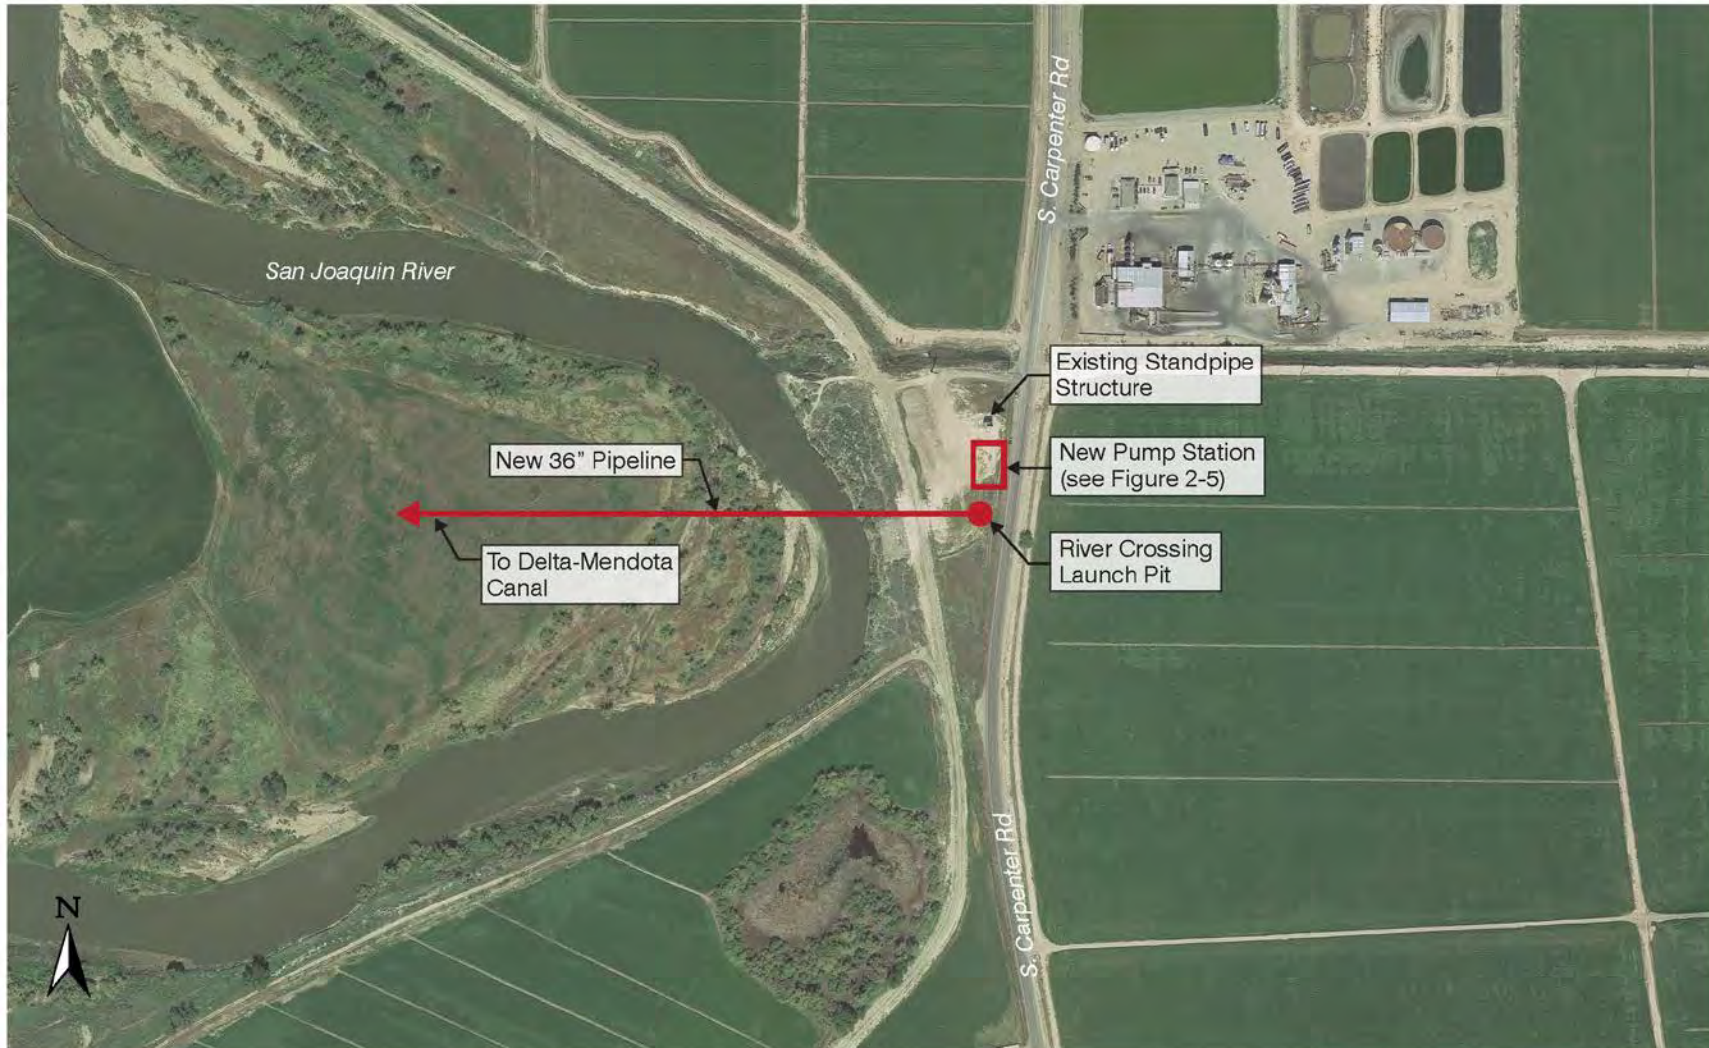 S. Carpenter Rd
San Joaquin River
Existing Standpipe
Structure
New 36" Pipeline
New Pump Station
(see Figure 2-5)
To Delta-Mendota
Canal
River Crossing
Launch Pit
S. Carpenter Rd
N